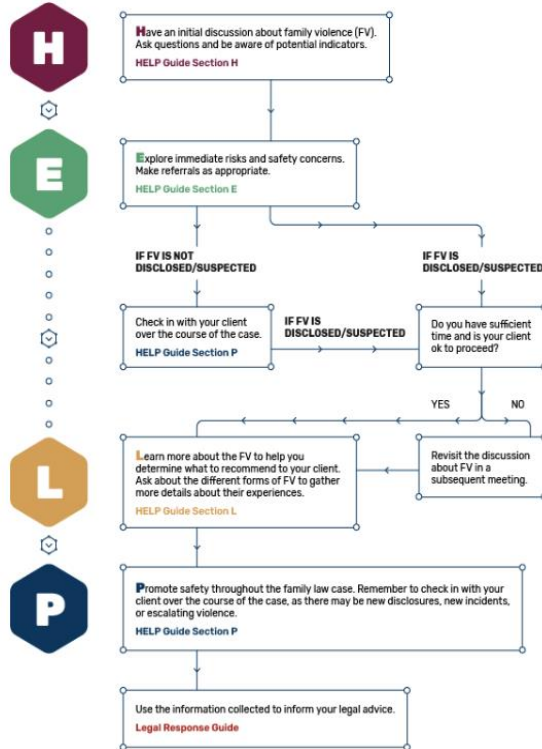 H
Have an initial discussion about family violence (FV).
Ask questions and be aware of potential indicators.
HELP Guide Section H
E
Explore immediate risks and safety concerns.
Make referrals as appropriate.
HELP Guide Section E
IF FV IS NOT
DISCLOSED/SUSPECTED
IF FV IS
DISCLOSED/SUSPECTED
Check in with your client
over the course of the case.
HELP Guide Section P
IF FV IS
DISCLOSED/SUSPECTED
Do you have sufficient
time and is your client
ok to proceed?
YES
NO
L
Learn more about the FV to help you
determine what to recommend to your client.
Ask about the different forms of FV to gather
more details about their experiences.
HELP Guide Section L
Revisit the discussion
about FV in a
subsequent meeting.
P
Promote safety throughout the family law case. Remember to check in with your
client over the course of the case, as there may be new disclosures, new incidents,
or escalating violence.
HELP Guide Section P
Use the information collected to inform your legal advice.
Legal Response Guide